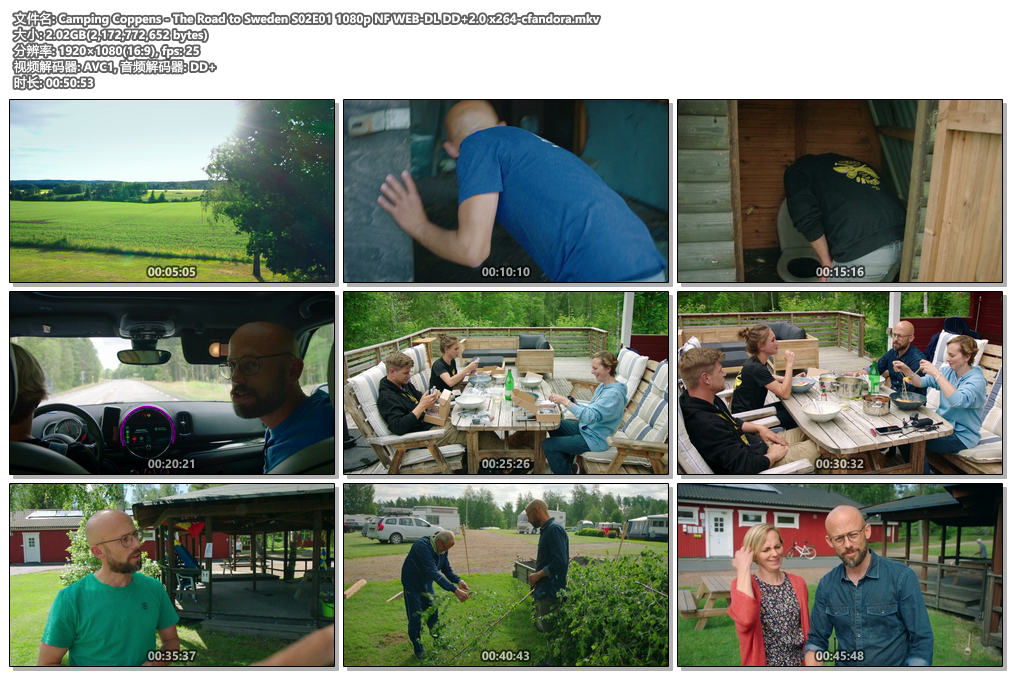 文件名: Camping Coppens - The Road to Sweden S02E01 1080p NF WEB-DL DD+2.0 x264-cfandora.mkv
大小: 2.02GB(2,172,772,652 bytes)
分辨率: 1920×1080(16:9), fps: 25
视频解码器: AVC1, 音频解码器: DD+
时长: 00:50:53
00:05:05
00:10:10
00:15:16
00:20:21
00:25:26
00:30:32
00:35:37
00:40:43
00:45:48